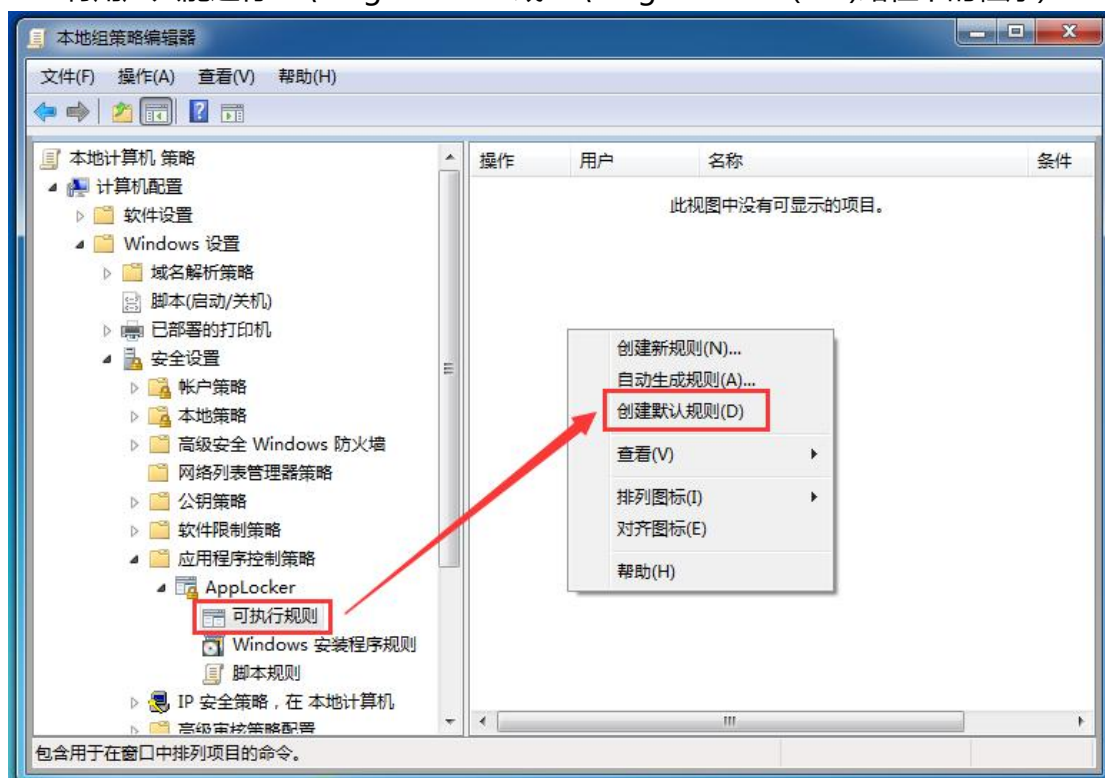 本地组策略编辑器
文件(F) 操作(A) 查看(V) 帮助(H)
本地计算机 策略
计算机配置
软件设置
Windows 设置
域名解析策略
脚本(启动/关机)
已部署的打印机
安全设置
帐户策略
本地策略
高级安全 Windows 防火墙
网络列表管理器策略
公钥策略
软件限制策略
应用程序控制策略
AppLocker
可执行规则
Windows 安装程序规则
脚本规则
IP 安全策略，在 本地计算机
高级审核策略配置
操作 用户 名称 条件
此视图中没有可显示的项目。
创建新规则(N)...
自动生成规则(A)...
创建默认规则(D)
查看(V)
排列图标(I)
对齐图标(E)
帮助(H)
包含用于在窗口中排列项目的命令。